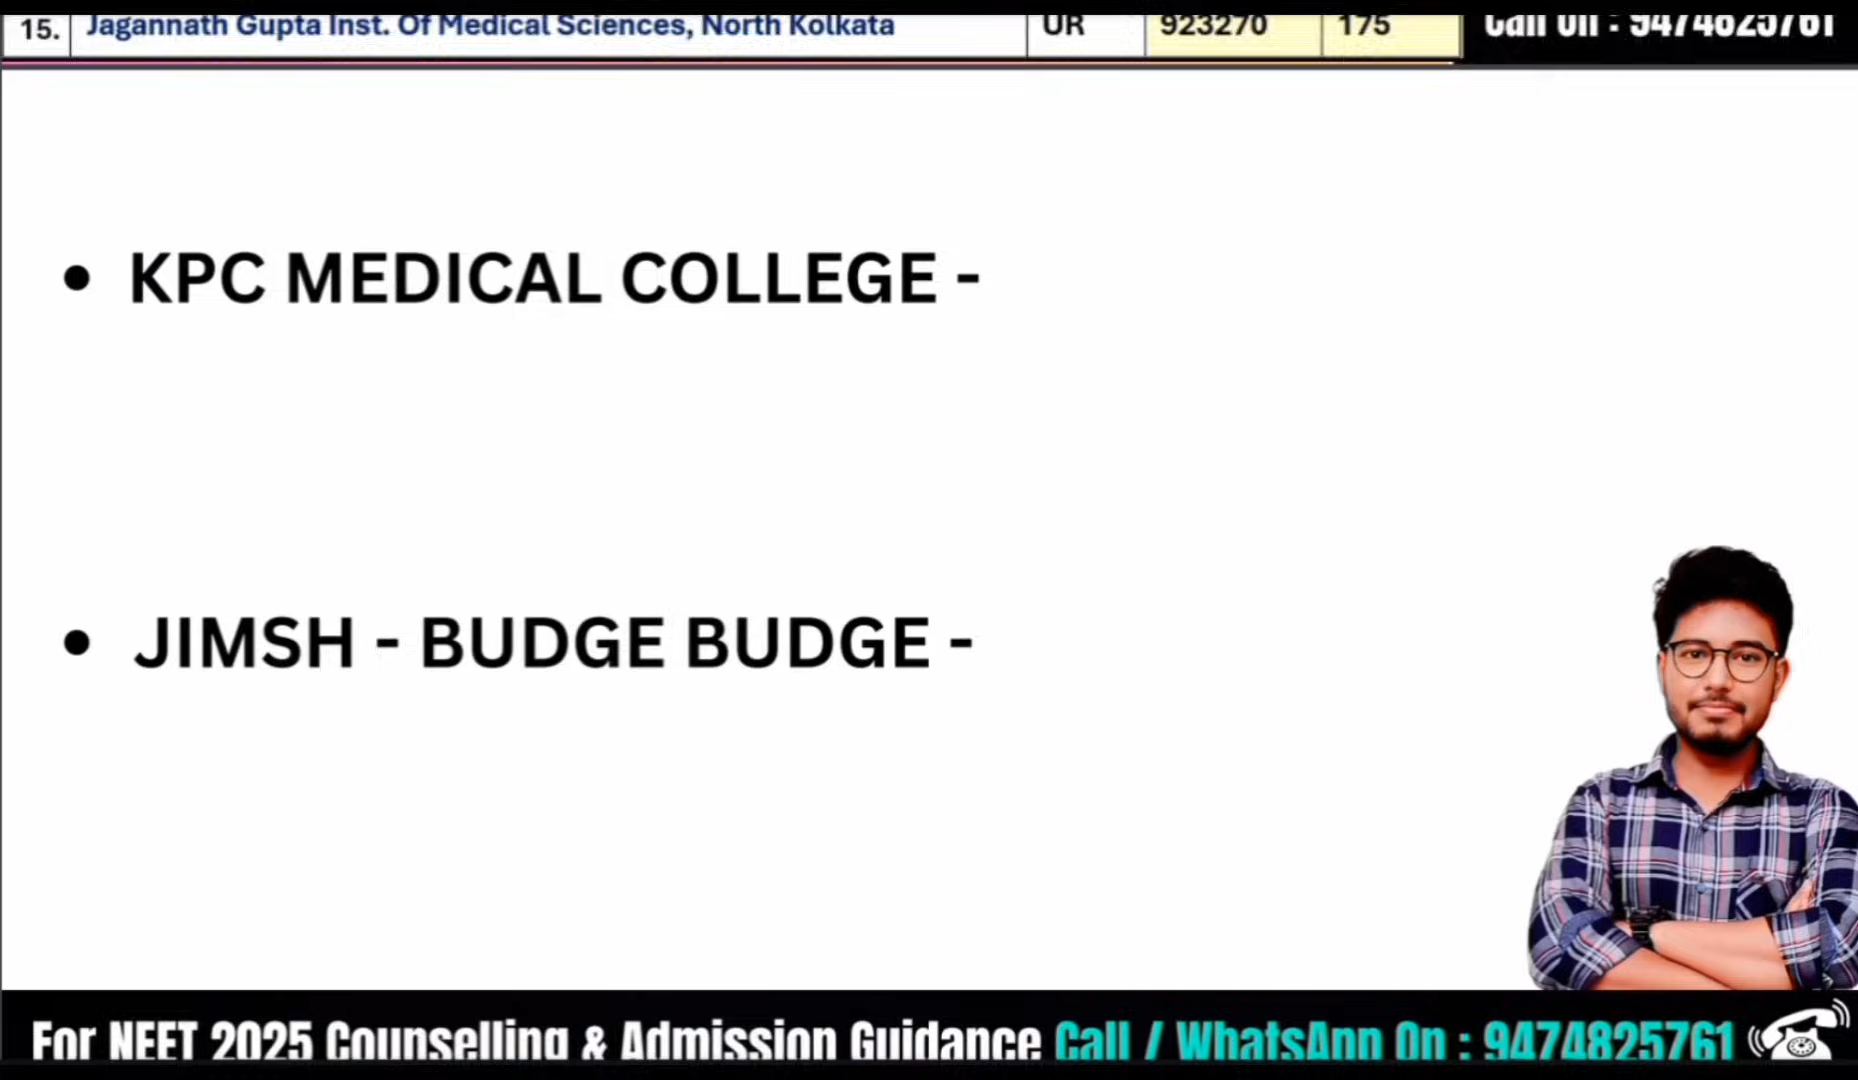 15. Jagannath Gupta Inst. Of Medical Sciences, North Kolkata UR 923270 175
Call On : 9474825761
• KPC MEDICAL COLLEGE -
• JIMSH - BUDGE BUDGE -
For NEET 2025 Counselling & Admission Guidance Call / WhatsApp On : 9474825761